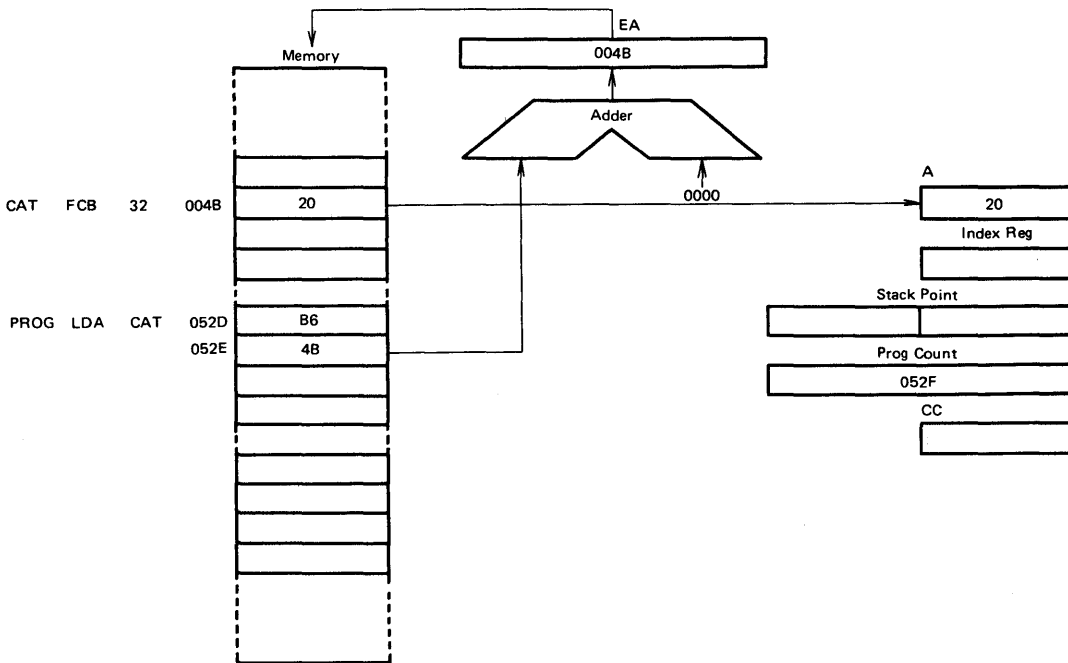 EA
004B
Memory
Adder
0000
A
CAT FCB 32 004B 20
20
Index Reg
Stack Point
PROG LDA CAT 052D B6
052E 4B
Prog Count
052F
CC